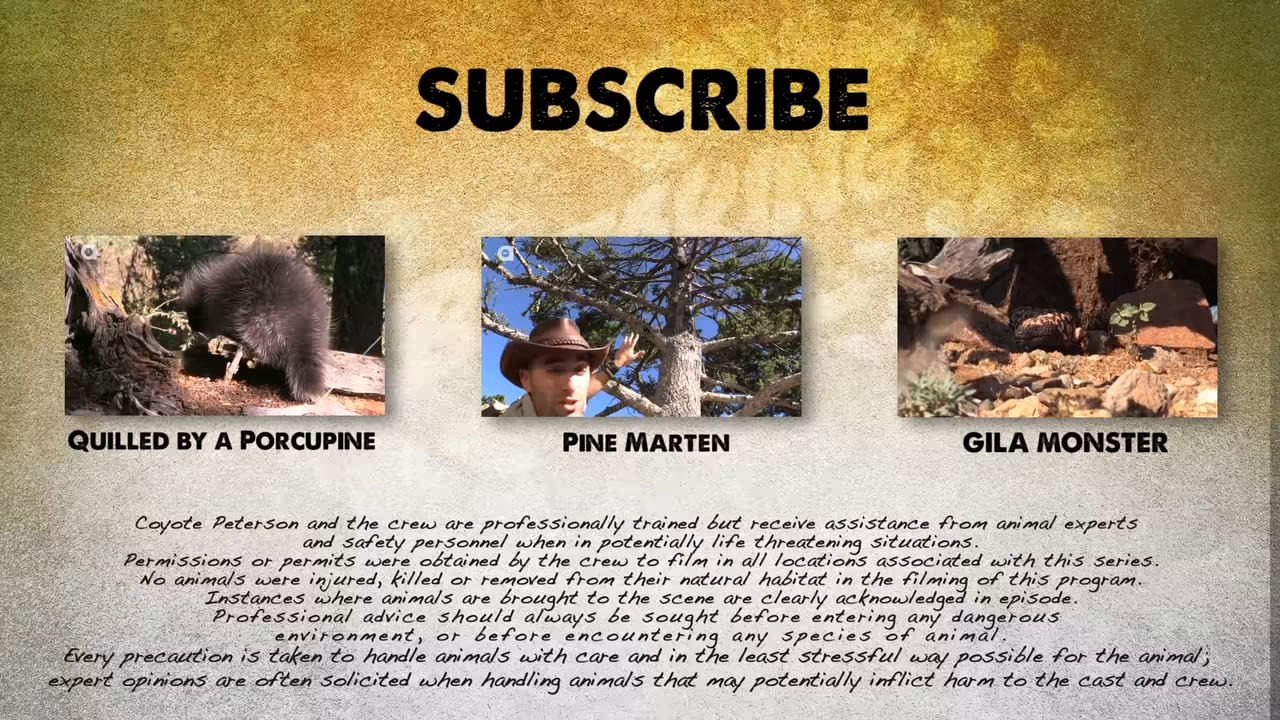 SUBSCRIBE
QUILLED BY A PORCUPINE
PINE MARTEN
GILA MONSTER
Coyote Peterson and the crew are professionally trained but receive assistance from animal experts
and safety personnel when in potentially life threatening situations.
Permissions or permits were obtained by the crew to film in all locations associated with this series.
No animals were injured, killed or removed from their natural habitat in the filming of this program.
Instances where animals are brought to the scene are clearly acknowledged in episode.
Professional advice should always be sought before entering any dangerous
environment, or before encountering any species of animal.
Every precaution is taken to handle animals with care and in the least stressful way possible for the animal;
expert opinions are often solicited when handling animals that may potentially inflict harm to the cast and crew.